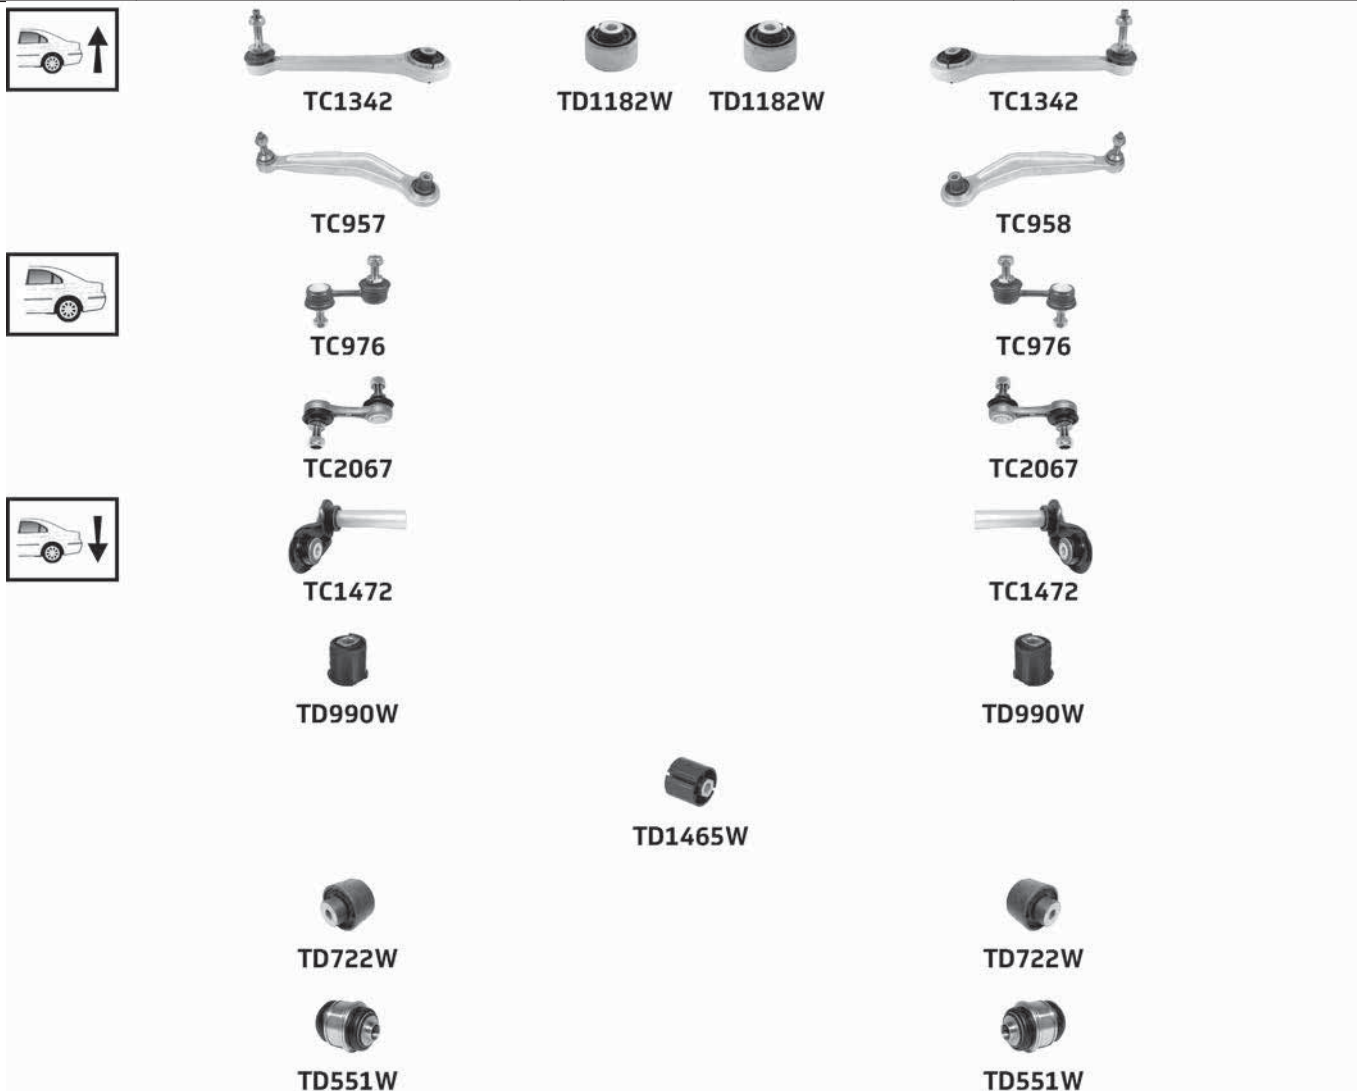 TC1342 TD1182W TD1182W TC1342
TC957 TC958
TC976 TC976
TC2067 TC2067
TC1472 TC1472
TD990W TD990W
TD1465W
TD722W TD722W
TD551W TD551W